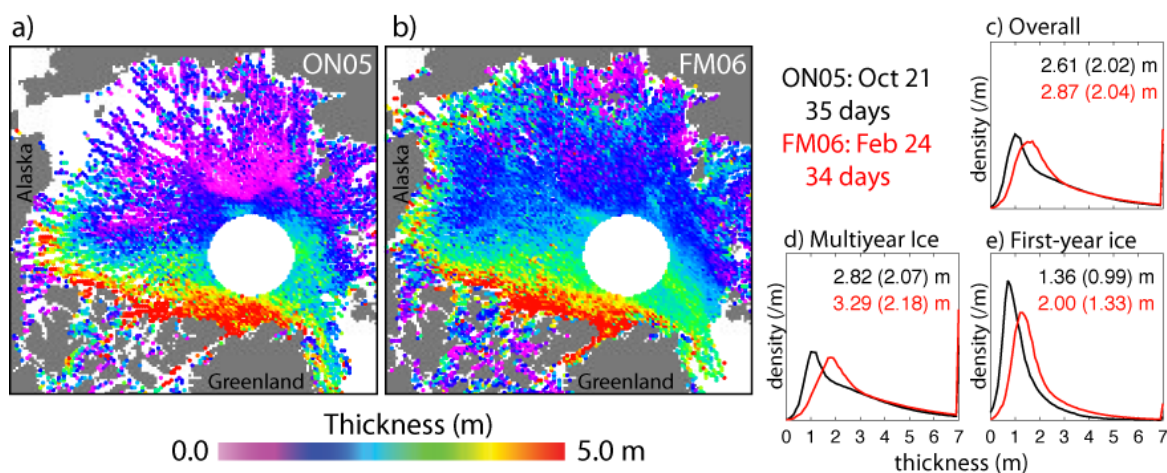 a)
ON05
Alaska
Greenland
b)
FM06
Alaska
Greenland
Thickness (m)
0.0
5.0 m
ON05: Oct 21
35 days
FM06: Feb 24
34 days
c) Overall
2.61 (2.02) m
2.87 (2.04) m
density (/m)
d) Multiyear Ice
2.82 (2.07) m
3.29 (2.18) m
density (/m)
0 1 2 3 4 5 6 7
e) First-year ice
1.36 (0.99) m
2.00 (1.33) m
density (/m)
0 1 2 3 4 5 6 7
thickness (m)